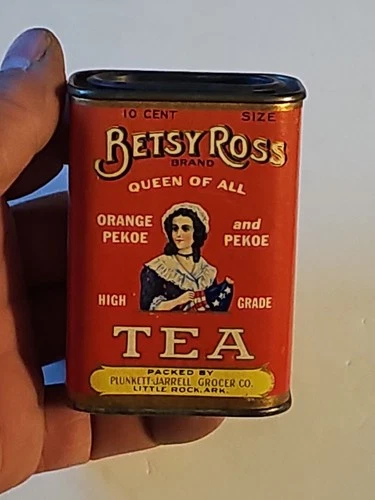 10 CENT SIZE
BETSY ROSS
BRAND
QUEEN OF ALL
ORANGE PEKOE and PEKOE
HIGH GRADE
TEA
PACKED BY
PLUNKETT-JARRELL GROCER CO.
LITTLE ROCK, ARK.